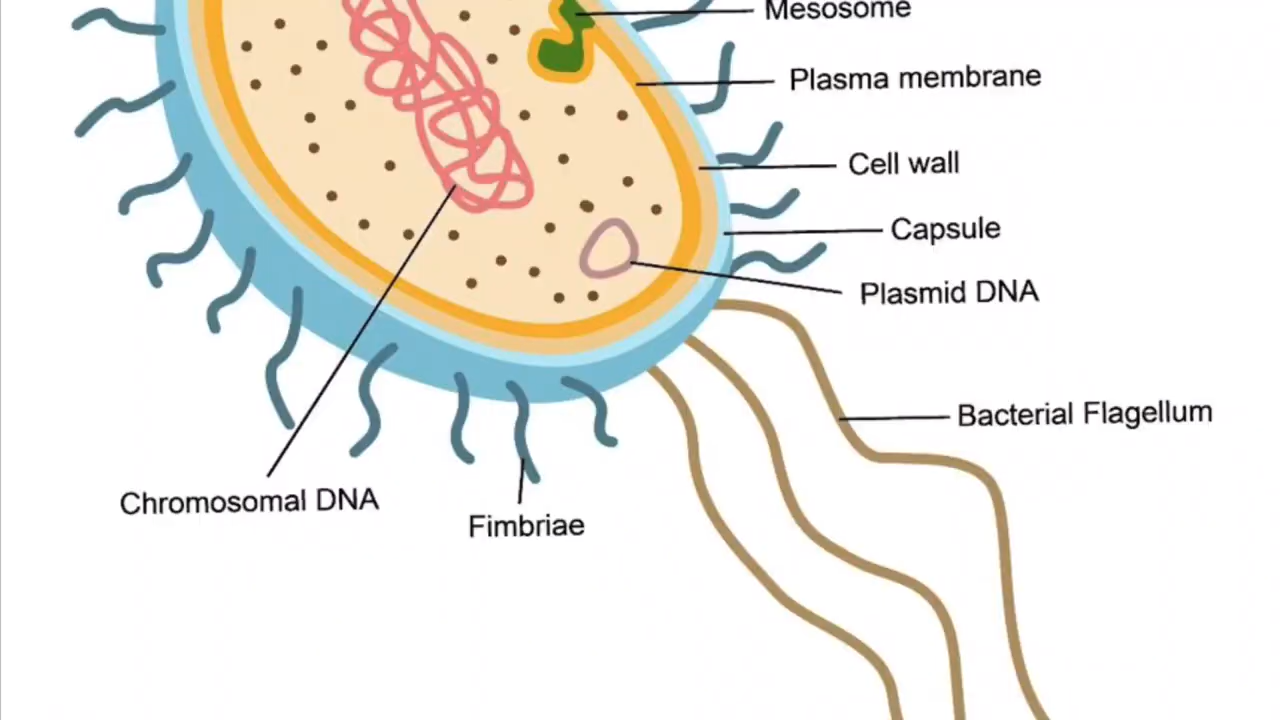 Mesosome
Plasma membrane
Cell wall
Capsule
Plasmid DNA
Bacterial Flagellum
Chromosomal DNA
Fimbriae